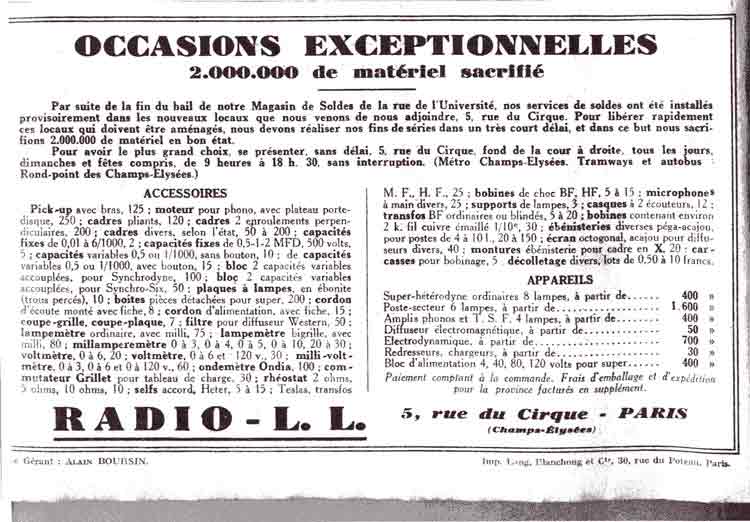 OCCASIONS EXCEPTIONNELLES
2.000.000 de matériel sacrifié
Par suite de la fin du bail de notre Magasin de Soldes de la rue de l'Université, nos services de soldes ont été installés
provisoirement dans les nouveaux locaux que nous venons de nous adjoindre, 5, rue du Cirque. Pour libérer rapidement
ces locaux qui doivent être aménagés, nous devons réaliser nos fins de séries dans un très court délai, et dans ce but nous sacri-
fions 2.000.000 de matériel en bon état.
Pour avoir le plus grand choix, se présenter, sans délai, 5, rue du Cirque, fond de la cour à droite, tous les jours,
dimanches et fêtes compris, de 9 heures à 18 h. 30, sans interruption. (Métro Champs-Elysées. Tramways et autobus :
Rond-point des Champs-Elysées.)
ACCESSOIRES
Pick-up avec bras, 125 ; moteur pour phono, avec plateau porte-
disque, 250 ; cadres pliants, 120 ; cadres 2 enroulements perpen-
diculaires, 200 ; cadres divers, selon l'état, 50 à 200 ; capacités
fixes de 0,01 à 6/1000, 2 ; capacités fixes de 0,5-1-2 MFD, 500 volts,
5 ; capacités variables 0,5 ou 1/1000, sans bouton, 10 ; de capacités
variables 0,5 ou 1/1000, avec bouton, 15 ; bloc 2 capacités variables
accouplées, pour Synchrodyne, 100 ; bloc 2 capacités variables
accouplées, pour Synchro-Six, 50 ; plaques à lampes, en ébonite
(trous percés), 10 ; boites pièces détachées pour super, 200 ; cordon
d'écoute monté avec fiche, 8 ; cordon d'alimentation, avec fiche, 15 ;
coupe-grille, coupe-plaque, 7 ; filtre pour diffuseur Western, 50 ;
lampemètre ordinaire, avec milli, 75 ; lampemètre bigrille, avec
milli, 80 ; millamperemètre 0 à 3, 0 à 4, 0 à 5, 0 à 10, 20 à 30 ;
voltmètre, 0 à 6, 20 ; voltmètre, 0 à 6 et 120 v., 30 ; milli-volt-
mètre, 0 à 3, 0 à 6 et 0 à 120 v., 60 ; ondemètre Ondia, 100 ; com-
mutateur Grillet pour tableau de charge, 30 ; rhéostat 2 ohms,
5 ohms, 10 ohms, 10 ; selfs accord, Heter, 5 à 15 ; Teslas, transfos
M. F., H. F., 25 ; bobines de choc BF, HF, 5 à 15 ; microphones
à main divers, 25 ; supports de lampes, 3 ; casques à 2 écouteurs, 12 ;
transfos BF ordinaires ou blindés, 5 à 20 ; bobines contenant environ
2 k. fil cuivre émaillé 1/10e, 30 ; ébénisteries diverses péga-acajou,
pour postes de 4 à 10 l., 20 à 150 ; écran octogonal, acajou pour diffu-
seurs divers, 40 ; montures ébénisterie pour cadre en X, 20 ; car-
casses pour bobinage, 5 ; décolletage divers, lots de 0,50 à 10 francs.
APPAREILS
Super-hétérodyne ordinaires 8 lampes, à partir de...... 400 »
Poste-secteur 6 lampes, à partir de...... 1.600 »
Amplis phonos et T. S. F. 4 lampes, à partir de...... 400 »
Diffuseur électromagnétique, à partir de...... 50 »
Electrodynamique, à partir de...... 700 »
Redresseurs, chargeurs, à partir de...... 30 »
Bloc d'alimentation 4, 40, 80, 120 volts pour super...... 400 »
Paiement comptant à la commande. Frais d'emballage et d'expédition
pour la province facturés en supplément.
RADIO - L. L.
5, rue du Cirque - PARIS
(Champs-Élysées)
Gérant : ALAIN BOURSIN.
Imp. Lang, Blanchong et Cie, 30, rue du Poteau, Paris.